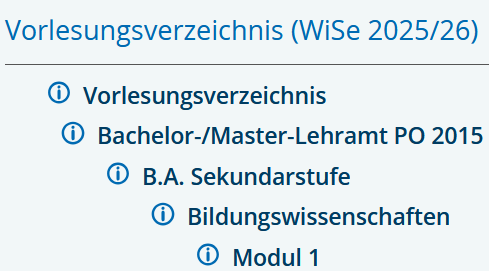 Vorlesungsverzeichnis (WiSe 2025/26)
Vorlesungsverzeichnis
Bachelor-/Master-Lehramt PO 2015
B.A. Sekundarstufe
Bildungswissenschaften
Modul 1